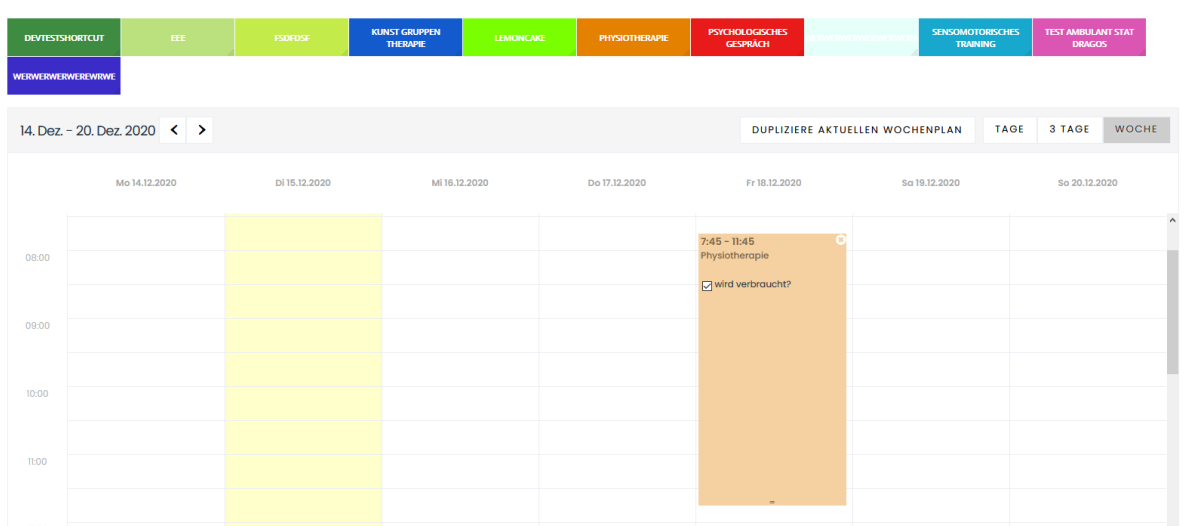 DEVTESTSHORTCUT
EEE
FSDFDSF
KUNST GRUPPEN
THERAPIE
LEMONCAKE
PHYSIOTHERAPIE
PSYCHOLOGISCHES
GESPRÄCH
SENSOMOTORISCHES
TRAINING
TEST AMBULANT STAT
DRAGOS
WERWERWERWEREWRWE
14. Dez. – 20. Dez. 2020
DUPLIZIERE AKTUELLEN WOCHENPLAN
TAGE
3 TAGE
WOCHE
Mo 14.12.2020
Di 15.12.2020
Mi 16.12.2020
Do 17.12.2020
Fr 18.12.2020
Sa 19.12.2020
So 20.12.2020
7:45 - 11:45
Physiotherapie
08:00
wird verbraucht?
09:00
10:00
11:00